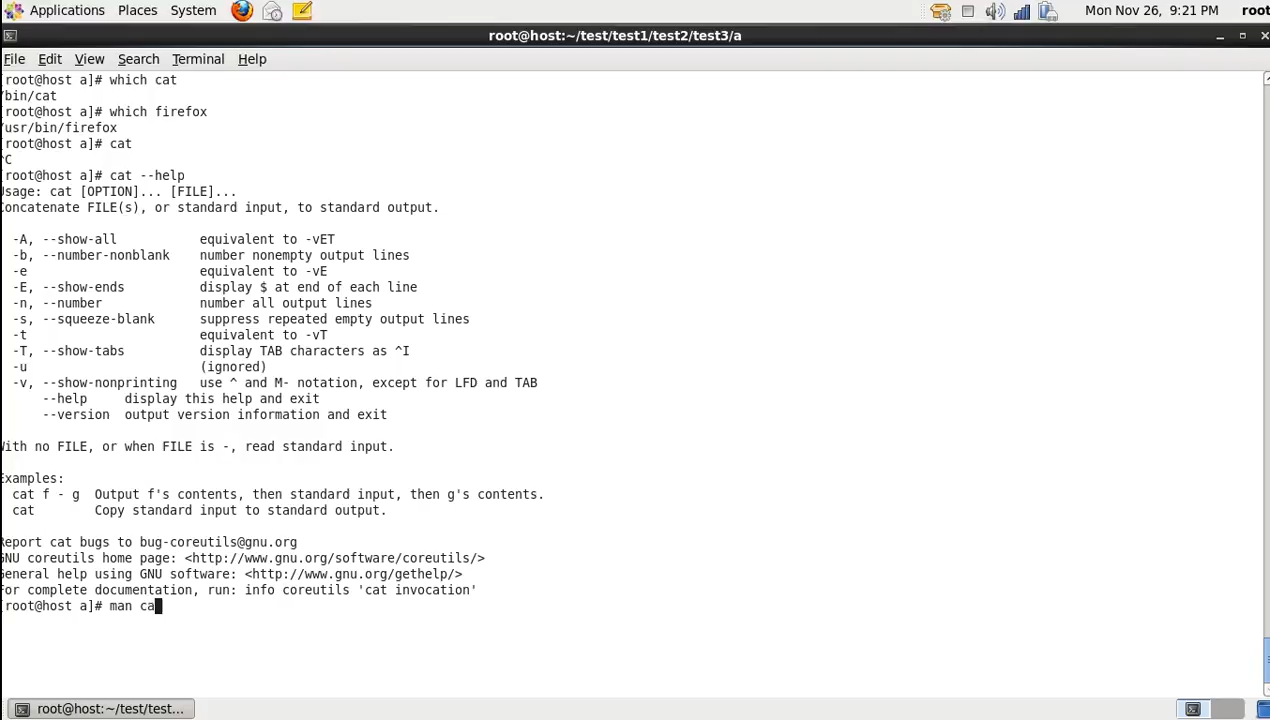 Applications Places System Mon Nov 26, 9:21 PM root
root@host:~/test/test1/test2/test3/a
File Edit View Search Terminal Help
[root@host a]# which cat
/bin/cat
[root@host a]# which firefox
/usr/bin/firefox
[root@host a]# cat
^C
[root@host a]# cat --help
Usage: cat [OPTION]... [FILE]...
Concatenate FILE(s), or standard input, to standard output.
-A, --show-all equivalent to -vET
-b, --number-nonblank number nonempty output lines
-e equivalent to -vE
-E, --show-ends display $ at end of each line
-n, --number number all output lines
-s, --squeeze-blank suppress repeated empty output lines
-t equivalent to -vT
-T, --show-tabs display TAB characters as ^I
-u (ignored)
-v, --show-nonprinting use ^ and M- notation, except for LFD and TAB
--help display this help and exit
--version output version information and exit
With no FILE, or when FILE is -, read standard input.
Examples:
cat f - g Output f's contents, then standard input, then g's contents.
cat Copy standard input to standard output.
Report cat bugs to bug-coreutils@gnu.org
GNU coreutils home page: <http://www.gnu.org/software/coreutils/>
General help using GNU software: <http://www.gnu.org/gethelp/>
For complete documentation, run: info coreutils 'cat invocation'
[root@host a]# man ca
root@host:~/test/test...